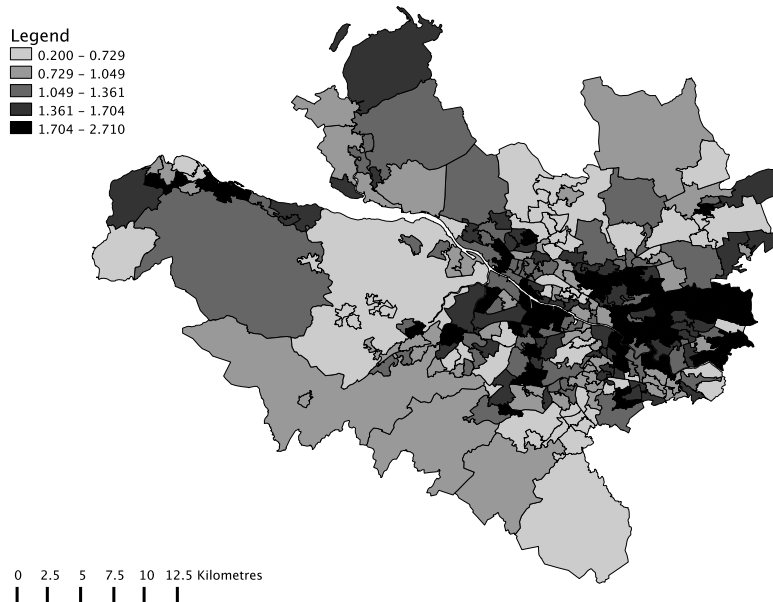 Legend
0.200 – 0.729
0.729 – 1.049
1.049 – 1.361
1.361 – 1.704
1.704 – 2.710
0 2.5 5 7.5 10 12.5 Kilometres